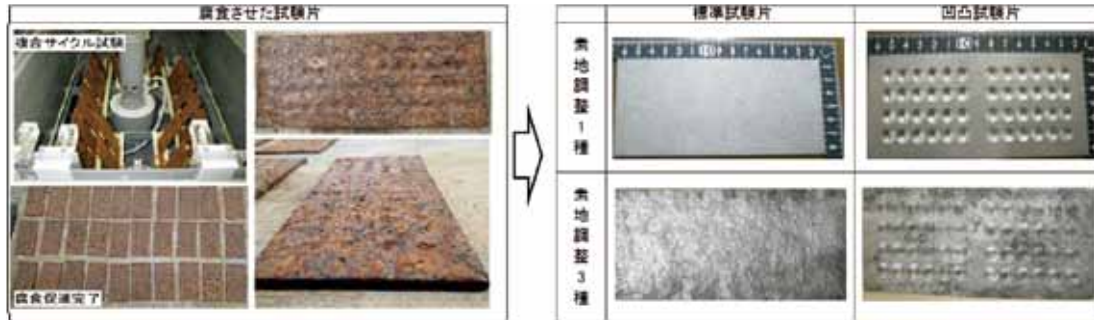 腐食させた試験片
複合サイクル試験
腐食促進完了
標準試験片
凹凸試験片
素地調整1種
素地調整3種